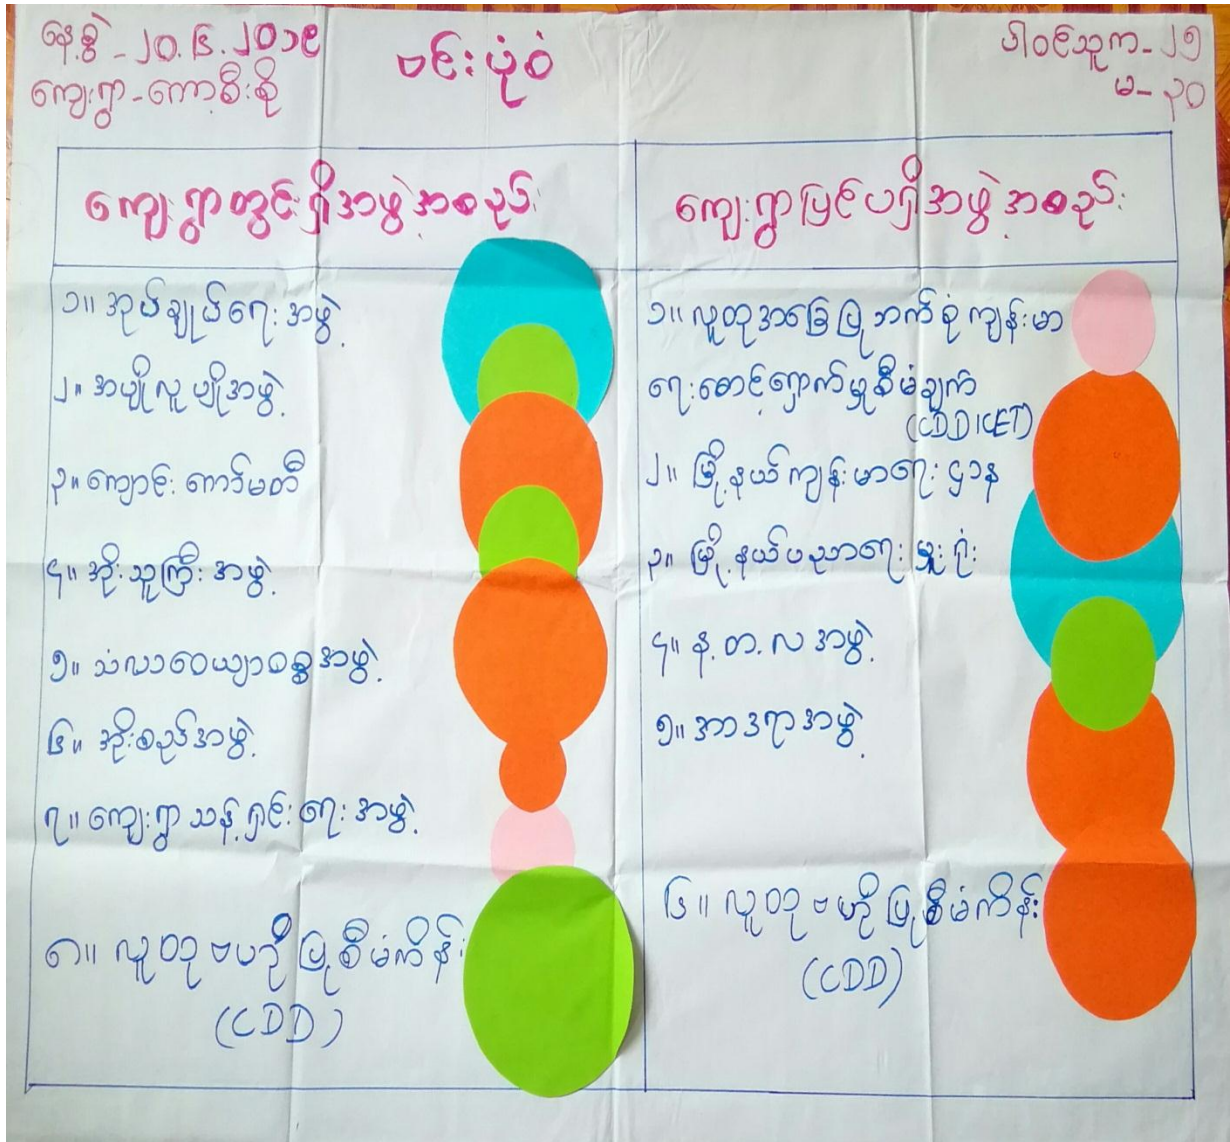 နေ့စွဲ - ၂၀.၆.၂၀၁၉
ကျေးရွာ - ကော့စီးစို
ဗင်းပုံဝံ
ပါဝင်သူ က - ၂၅
မ - ၃၀
ကျေးရွာတွင်းရှိအဖွဲ့အစည်း
၁။ အုပ်ချုပ်ရေးအဖွဲ့
၂။ အပျိုလူပျိုအဖွဲ့
၃။ ကျောင်းကော်မတီ
၄။ အိုးသူကြီးအဖွဲ့
၅။ သံဃာဝေယျာဝစ္စအဖွဲ့
၆။ အိုးစည်အဖွဲ့
၇။ ကျေးရွာသန့်ရှင်းရေးအဖွဲ့
၈။ လူထုဗဟိုပြုစီမံကိန်း
(CDD)
ကျေးရွာပြင်ပရှိအဖွဲ့အစည်း
၁။ လူထုအခြေပြုဘက်စုံကျန်းမာ
ရေးစောင့်ရှောက်မှုစီမံချက်
၂။ မြို့နယ်ကျန်းမာရေးဌာန
၃။ မြို့နယ်ပညာရေးမှူးရုံး
၄။ န.တ.လ အဖွဲ့
၅။ အာဒရာအဖွဲ့
၆။ လူထုဗဟိုပြုစီမံကိန်း
(CDD)